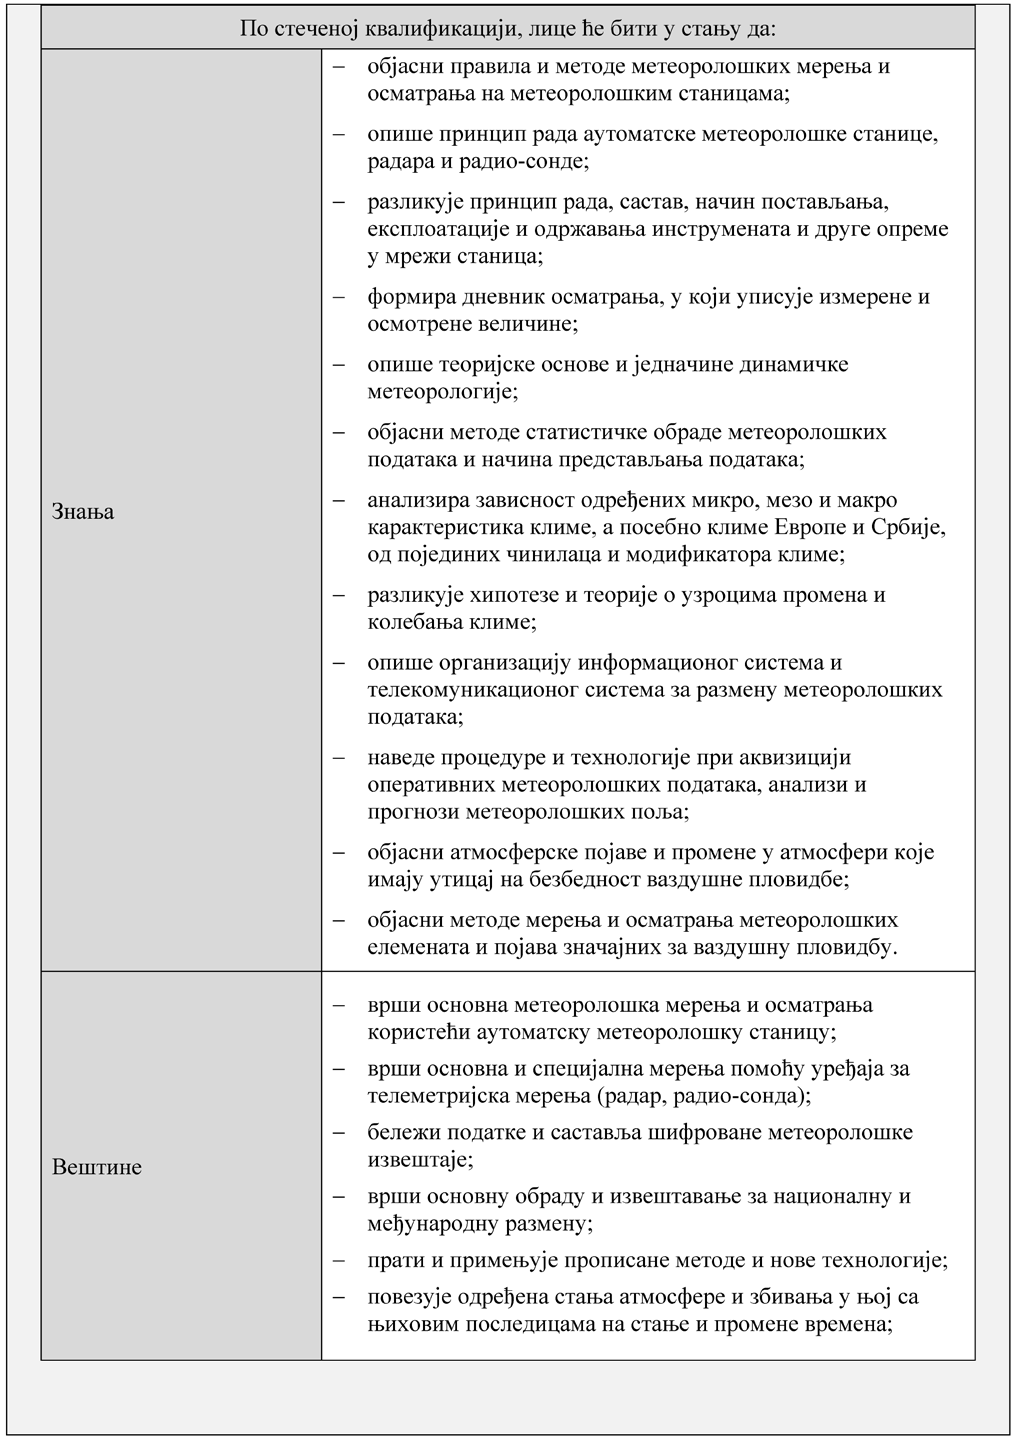 По стеченој квалификацији, лице ће бити у стању да:
Знања
– објасни правила и методе метеоролошких мерења и
осматрања на метеоролошким станицама;
– опише принцип рада аутоматске метеоролошке станице,
радара и радио-сонде;
– разликује принцип рада, састав, начин постављања,
експлоатације и одржавања инструмената и друге опреме
у мрежи станица;
– формира дневник осматрања, у који уписује измерене и
осмотрене величине;
– опише теоријске основе и једначине динамичке
метеорологије;
– објасни методе статистичке обраде метеоролошких
података и начина представљања података;
– анализира зависност одређених микро, мезо и макро
карактеристика климе, а посебно климе Европе и Србије,
од појединих чинилаца и модификатора климе;
– разликује хипотезе и теорије о узроцима промена и
колебања климе;
– опише организацију информационог система и
телекомуникационог система за размену метеоролошких
података;
– наведе процедуре и технологије при аквизицији
оперативних метеоролошких података, анализи и
прогнози метеоролошких поља;
– објасни атмосферске појаве и промене у атмосфери које
имају утицај на безбедност ваздушне пловидбе;
– објасни методе мерења и осматрања метеоролошких
елемената и појава значајних за ваздушну пловидбу.
Вештине
– врши основна метеоролошка мерења и осматрања
користећи аутоматску метеоролошку станицу;
– врши основна и специјална мерења помоћу уређаја за
телеметријска мерења (радар, радио-сонда);
– бележи податке и саставља шифроване метеоролошке
извештаје;
– врши основну обраду и извештавање за националну и
међународну размену;
– прати и примењује прописане методе и нове технологије;
– повезује одређена стања атмосфере и збивања у њој са
њиховим последицама на стање и промене времена;